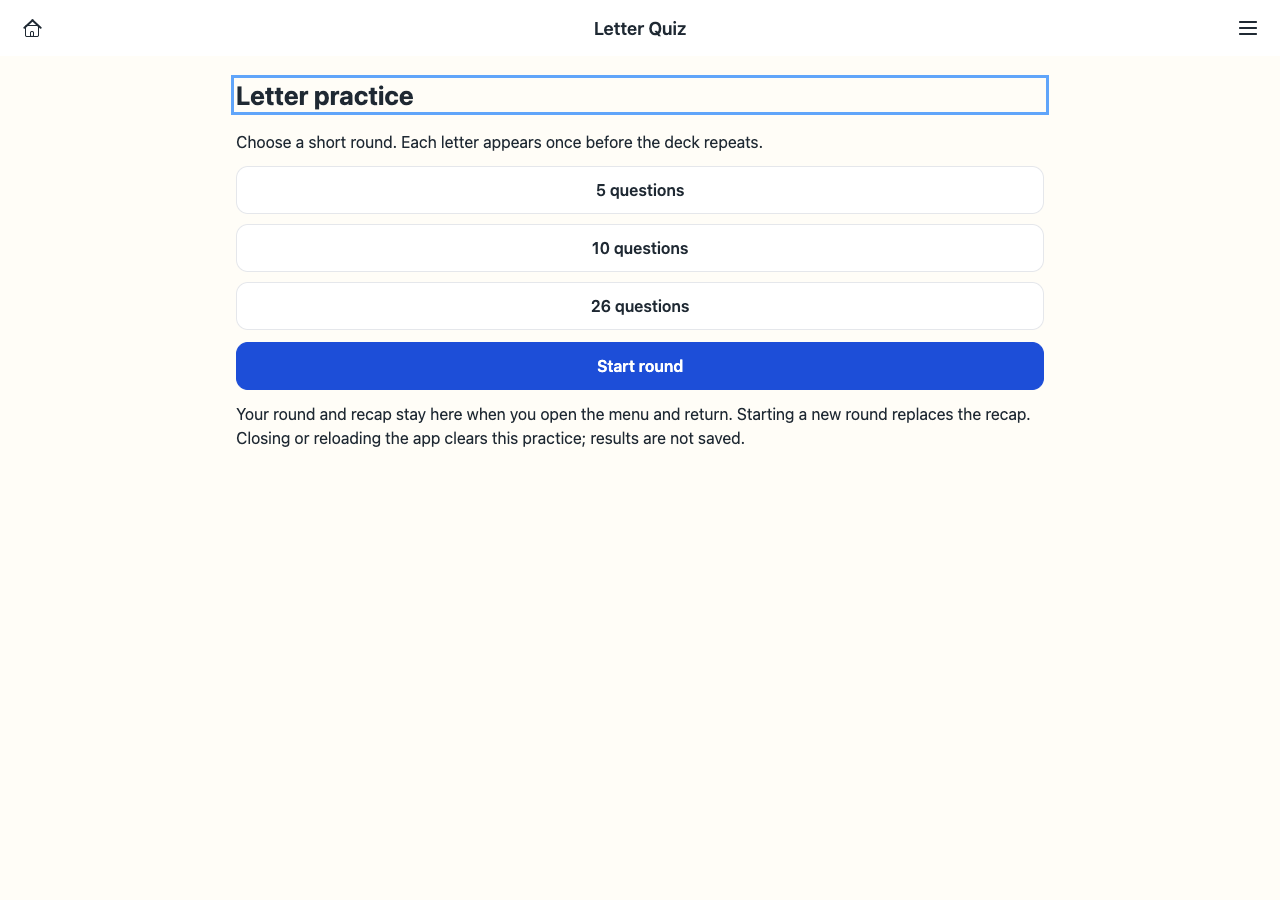 Letter Quiz
Letter practice
Choose a short round. Each letter appears once before the deck repeats.
5 questions
10 questions
26 questions
Start round
Your round and recap stay here when you open the menu and return. Starting a new round replaces the recap.
Closing or reloading the app clears this practice; results are not saved.